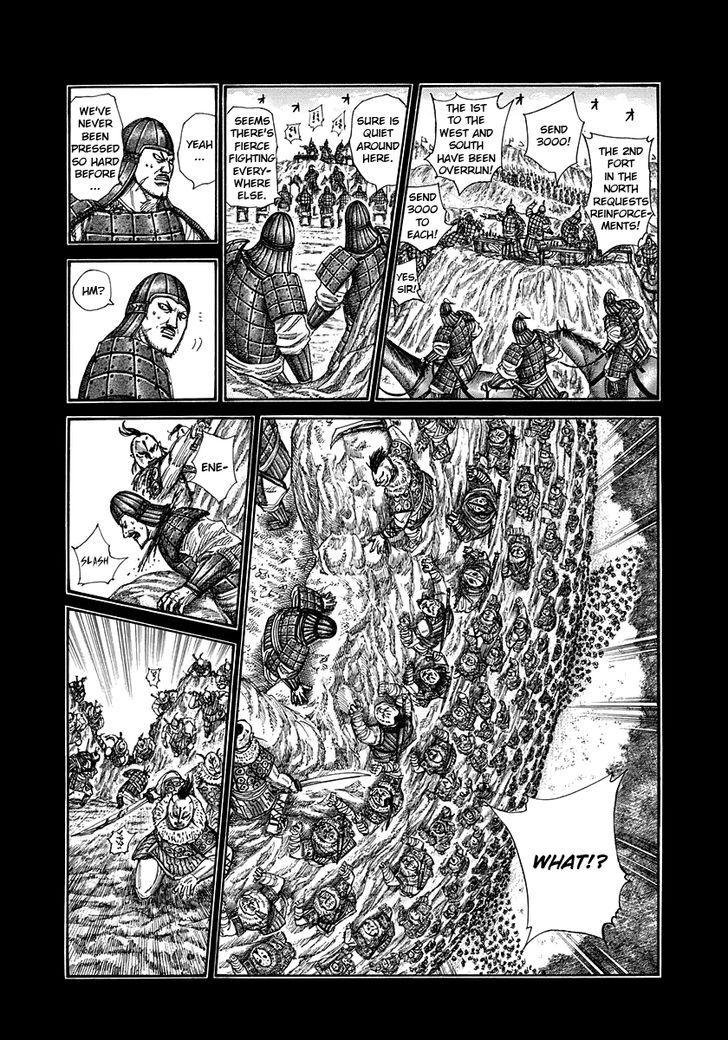 THE 1ST
TO THE
WEST AND
SOUTH
HAVE BEEN
OVERRUN!
SEND
3000!
THE 2ND
FORT
IN THE
NORTH
REQUESTS
REINFORCE-
MENTS!
SEND
3000
TO
EACH!
YES,
SIR!
SURE IS
QUIET
AROUND
HERE.
SEEMS
THERE'S
FIERCE
FIGHTING
EVERY-
WHERE
ELSE.
YEAH
...
WE'VE
NEVER
BEEN
PRESSED
SO HARD
BEFORE
...
HM?
WHAT!?
ENE-
SLASH